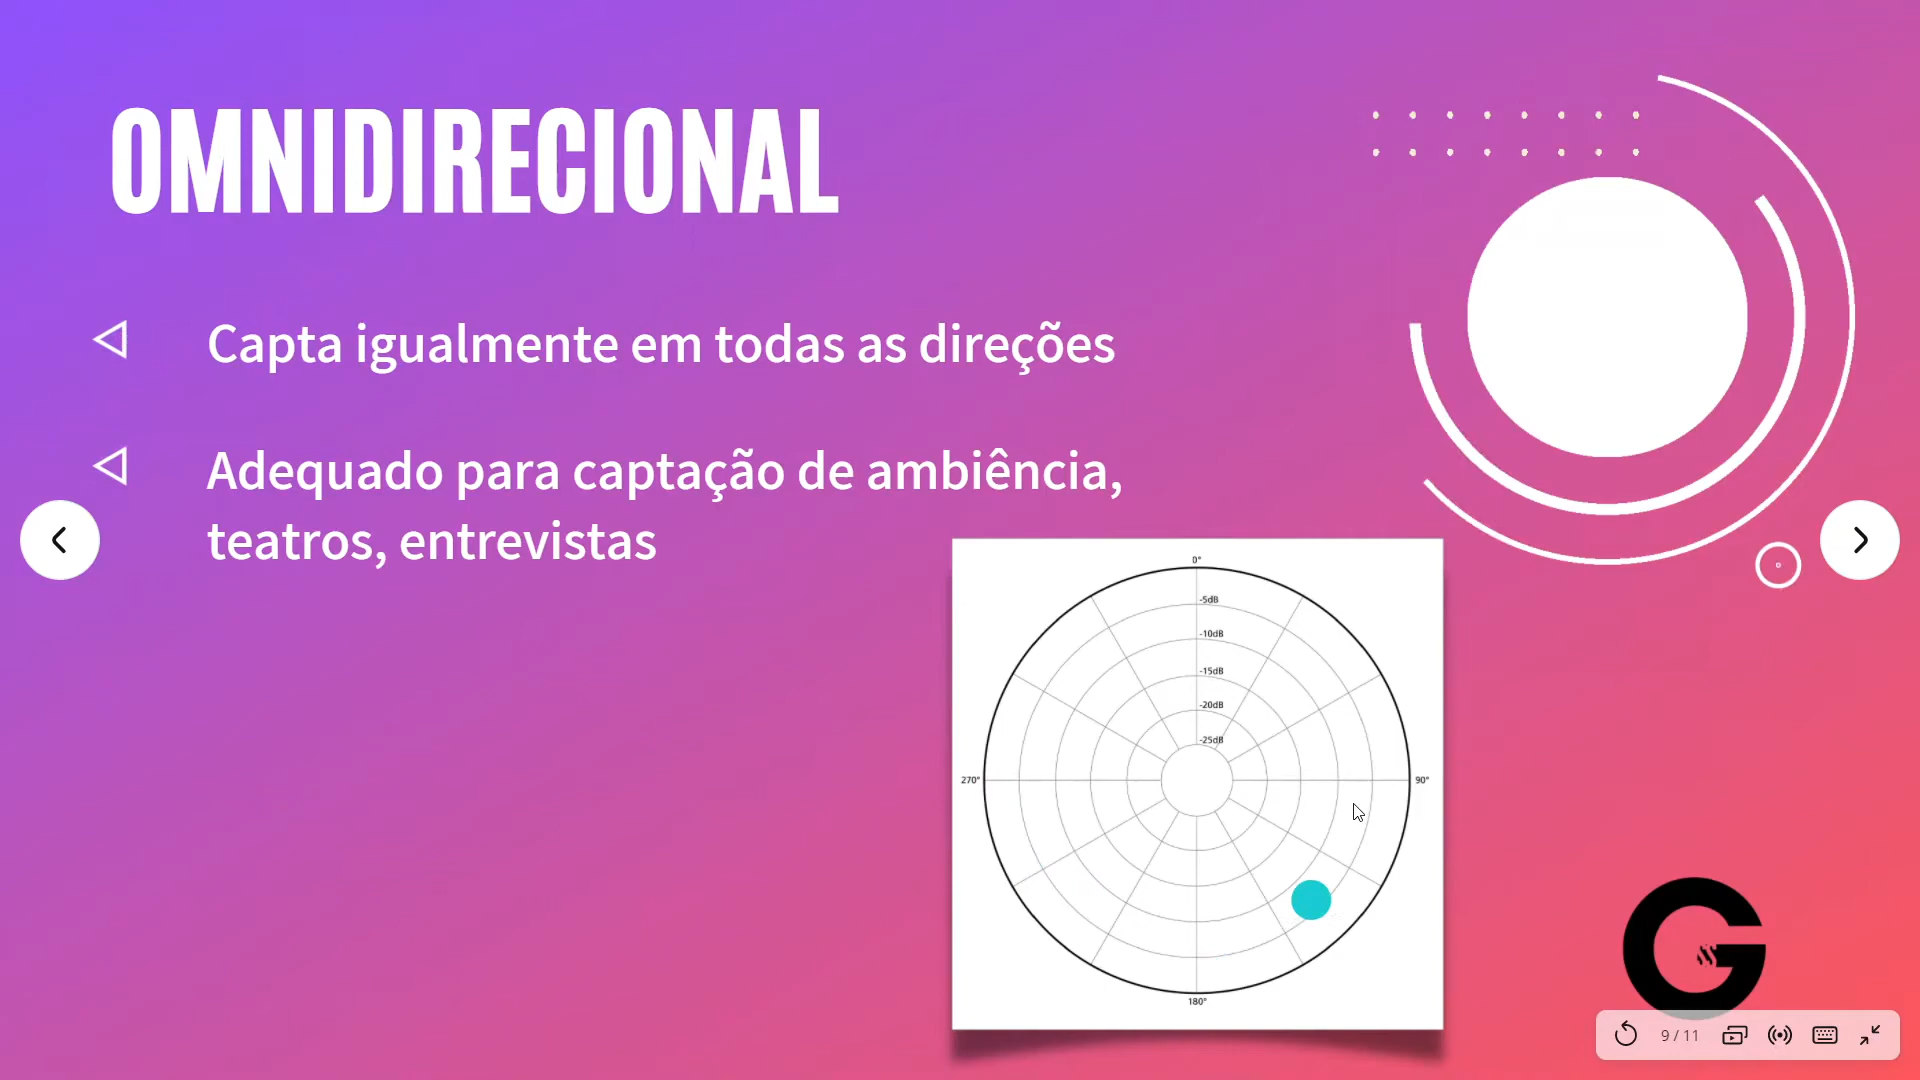 OMNIDIRECIONAL
Capta igualmente em todas as direções
Adequado para captação de ambiência,
teatros, entrevistas
0°
-5dB
-10dB
-15dB
-20dB
-25dB
270°
90°
180°
G
9 / 11